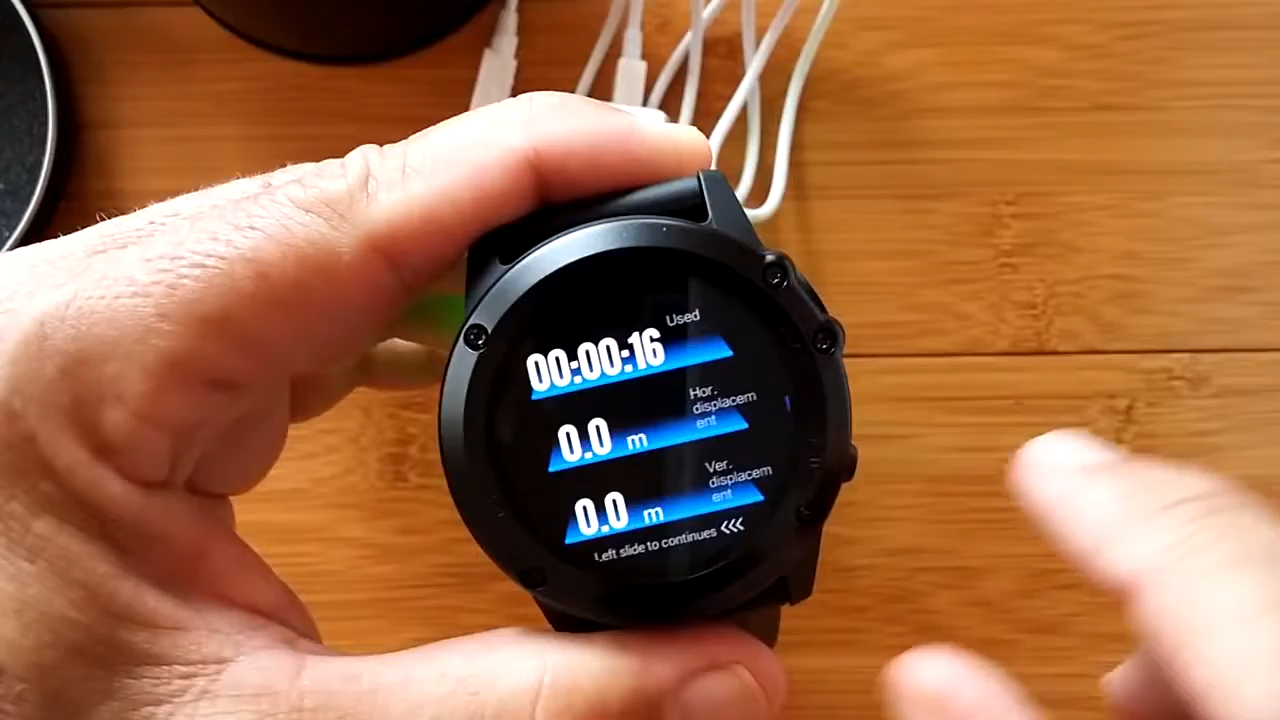 Used
00:00:16
Hor.
displacem
ent
0.0 m
Ver.
displacem
ent
0.0 m
Left slide to continues